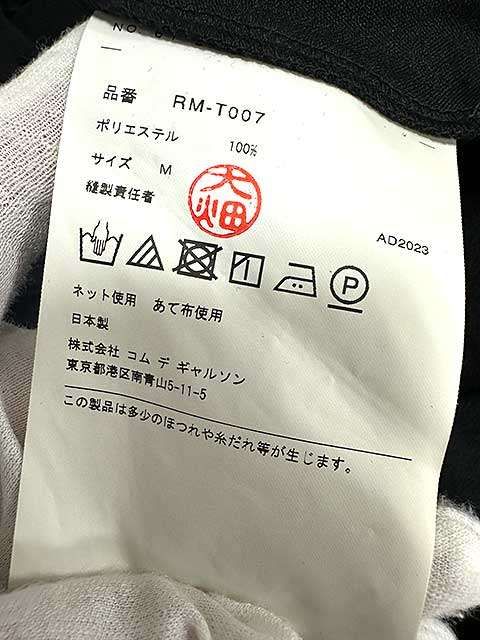 NO.
品番 RM-T007
ポリエステル 100%
サイズ M
縫製責任者 大畑
AD2023
ネット使用 あて布使用
日本製
株式会社 コム デ ギャルソン
東京都港区南青山5-11-5
この製品は多少のほつれや糸だれ等が生じます。